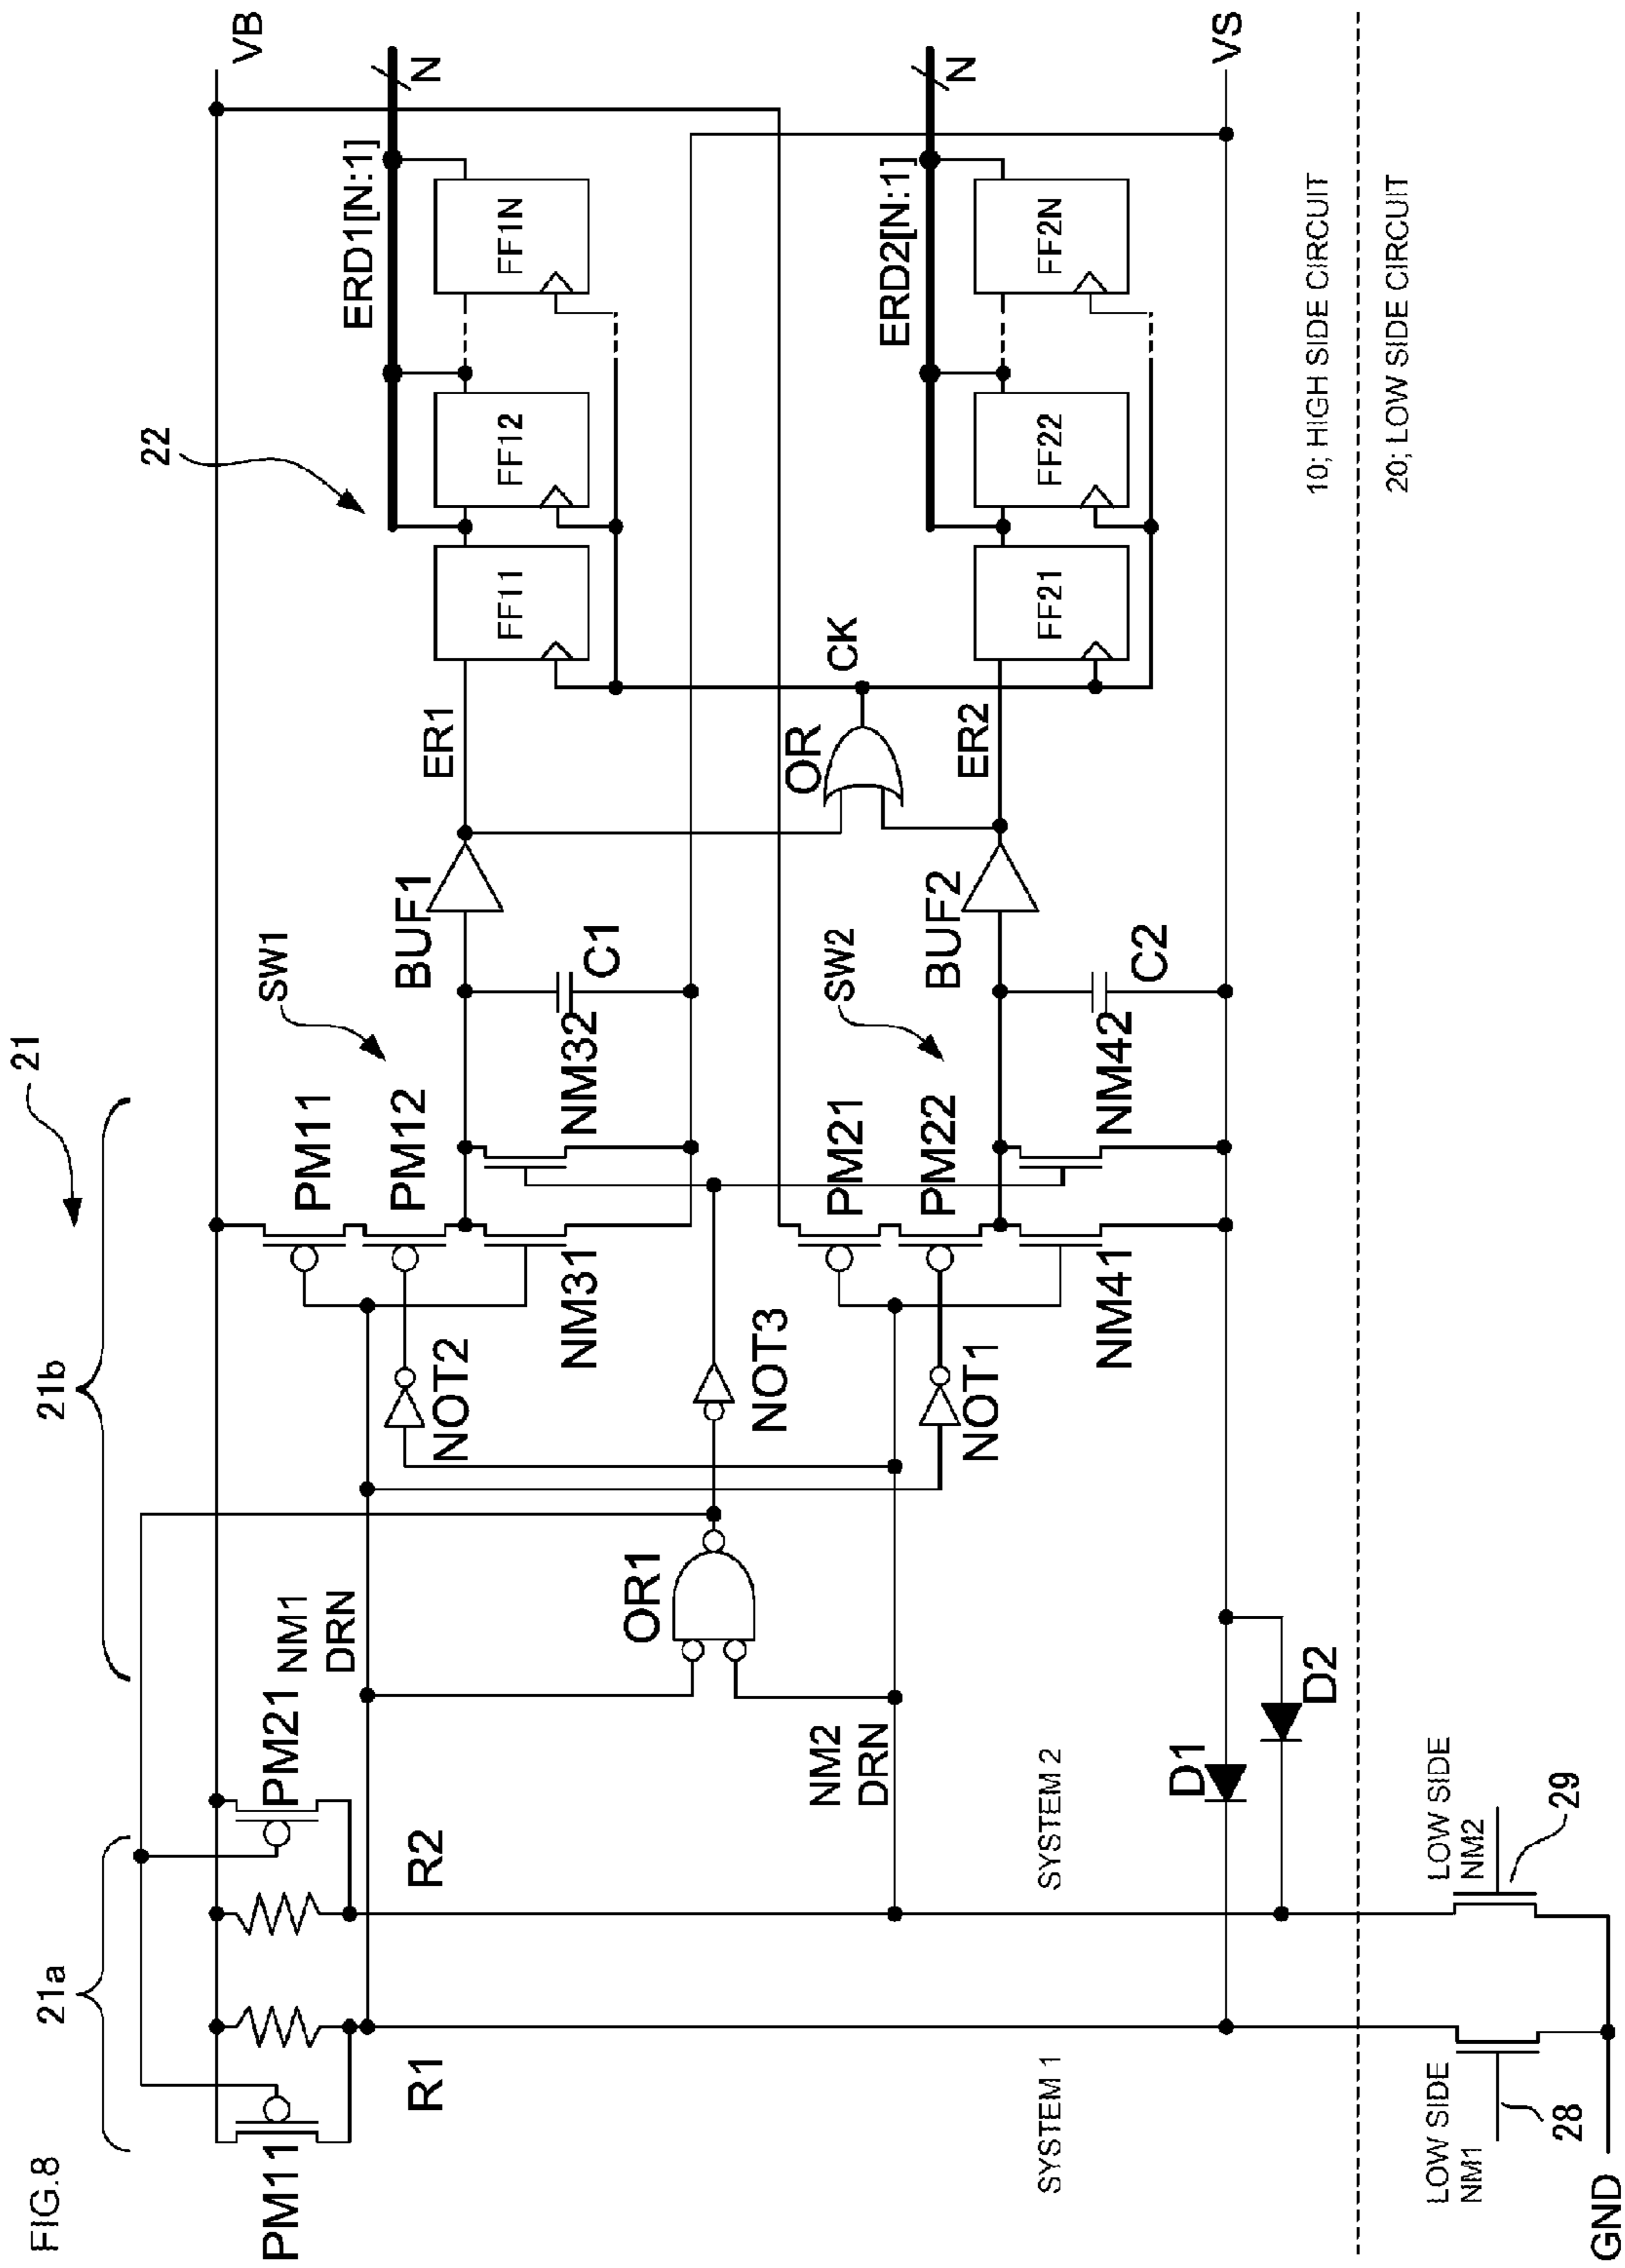 FIG.8
21
21a
21b
22
VB
PM11
R1
R2
PM21
NM1
DRN
PM11
PM12
SW1
NOT2
NM31
NM32
C1
BUF1
ER1
FF11
FF12
FF1N
ERD1[N:1]
N
OR1
NOT3
NM2
DRN
OR
CK
PM21
PM22
SW2
NOT1
NM41
NM42
C2
BUF2
ER2
FF21
FF22
FF2N
ERD2[N:1]
N
VS
SYSTEM 1
SYSTEM 2
D1
D2
10; HIGH SIDE CIRCUIT
20; LOW SIDE CIRCUIT
LOW SIDE
NM1
28
LOW SIDE
NM2
29
GND